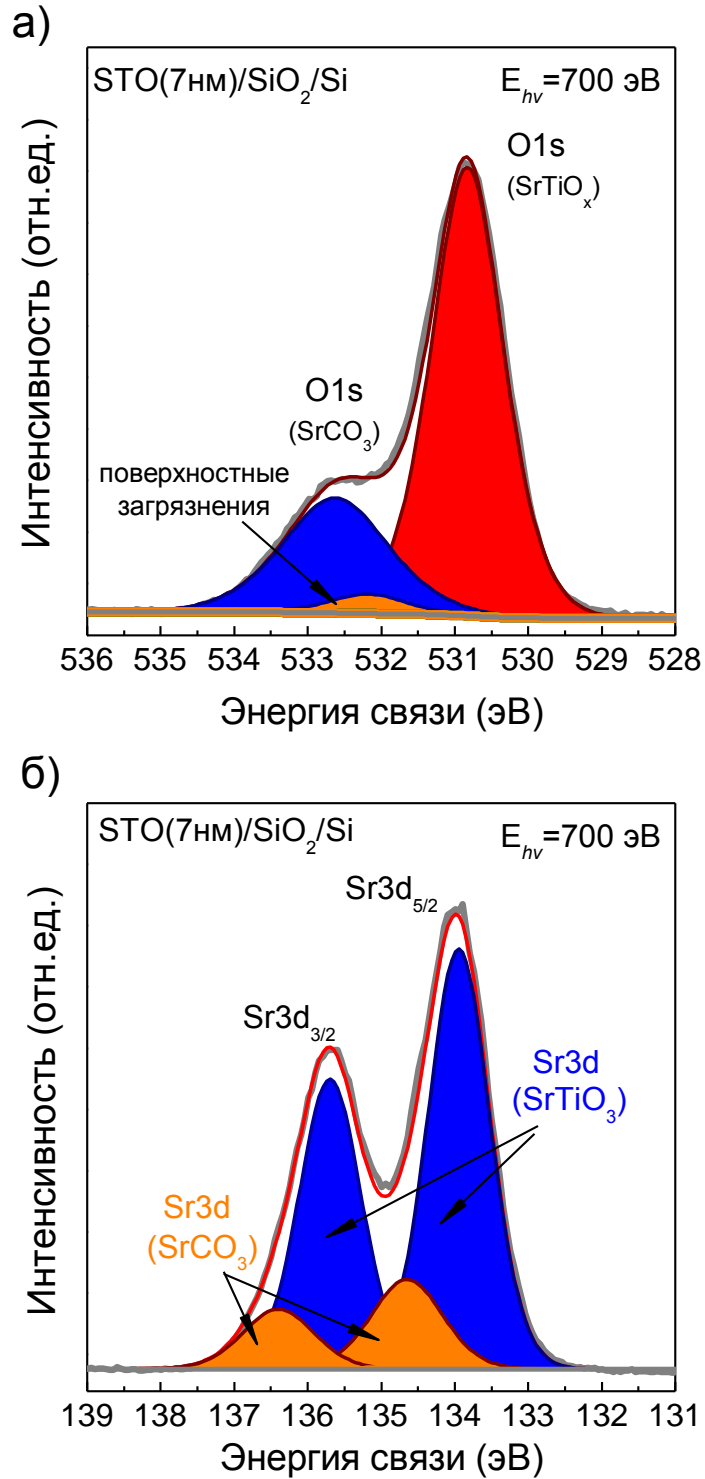 а)
STO(7нм)/SiO₂/Si
E_hv=700 эВ
O1s
(SrTiOₓ)
O1s
(SrCO₃)
поверхностные
загрязнения
Интенсивность (отн.ед.)
536 535 534 533 532 531 530 529 528
Энергия связи (эВ)
б)
STO(7нм)/SiO₂/Si
E_hv=700 эВ
Sr3d₅/₂
Sr3d₃/₂
Sr3d
(SrTiO₃)
Sr3d
(SrCO₃)
Интенсивность (отн.ед.)
139 138 137 136 135 134 133 132 131
Энергия связи (эВ)